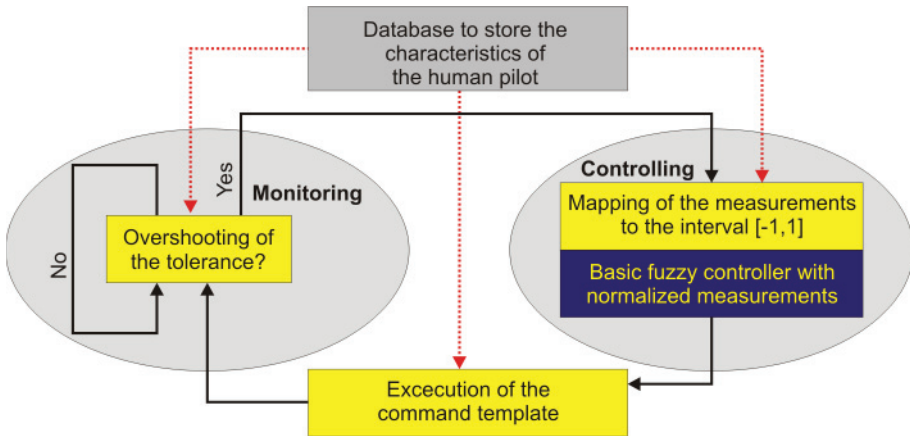 Database to store the
characteristics of
the human pilot
Yes
Monitoring
Controlling
No
Overshooting of
the tolerance?
Mapping of the measurements
to the interval [-1,1]
Basic fuzzy controller with
normalized measurements
Excecution of the
command template